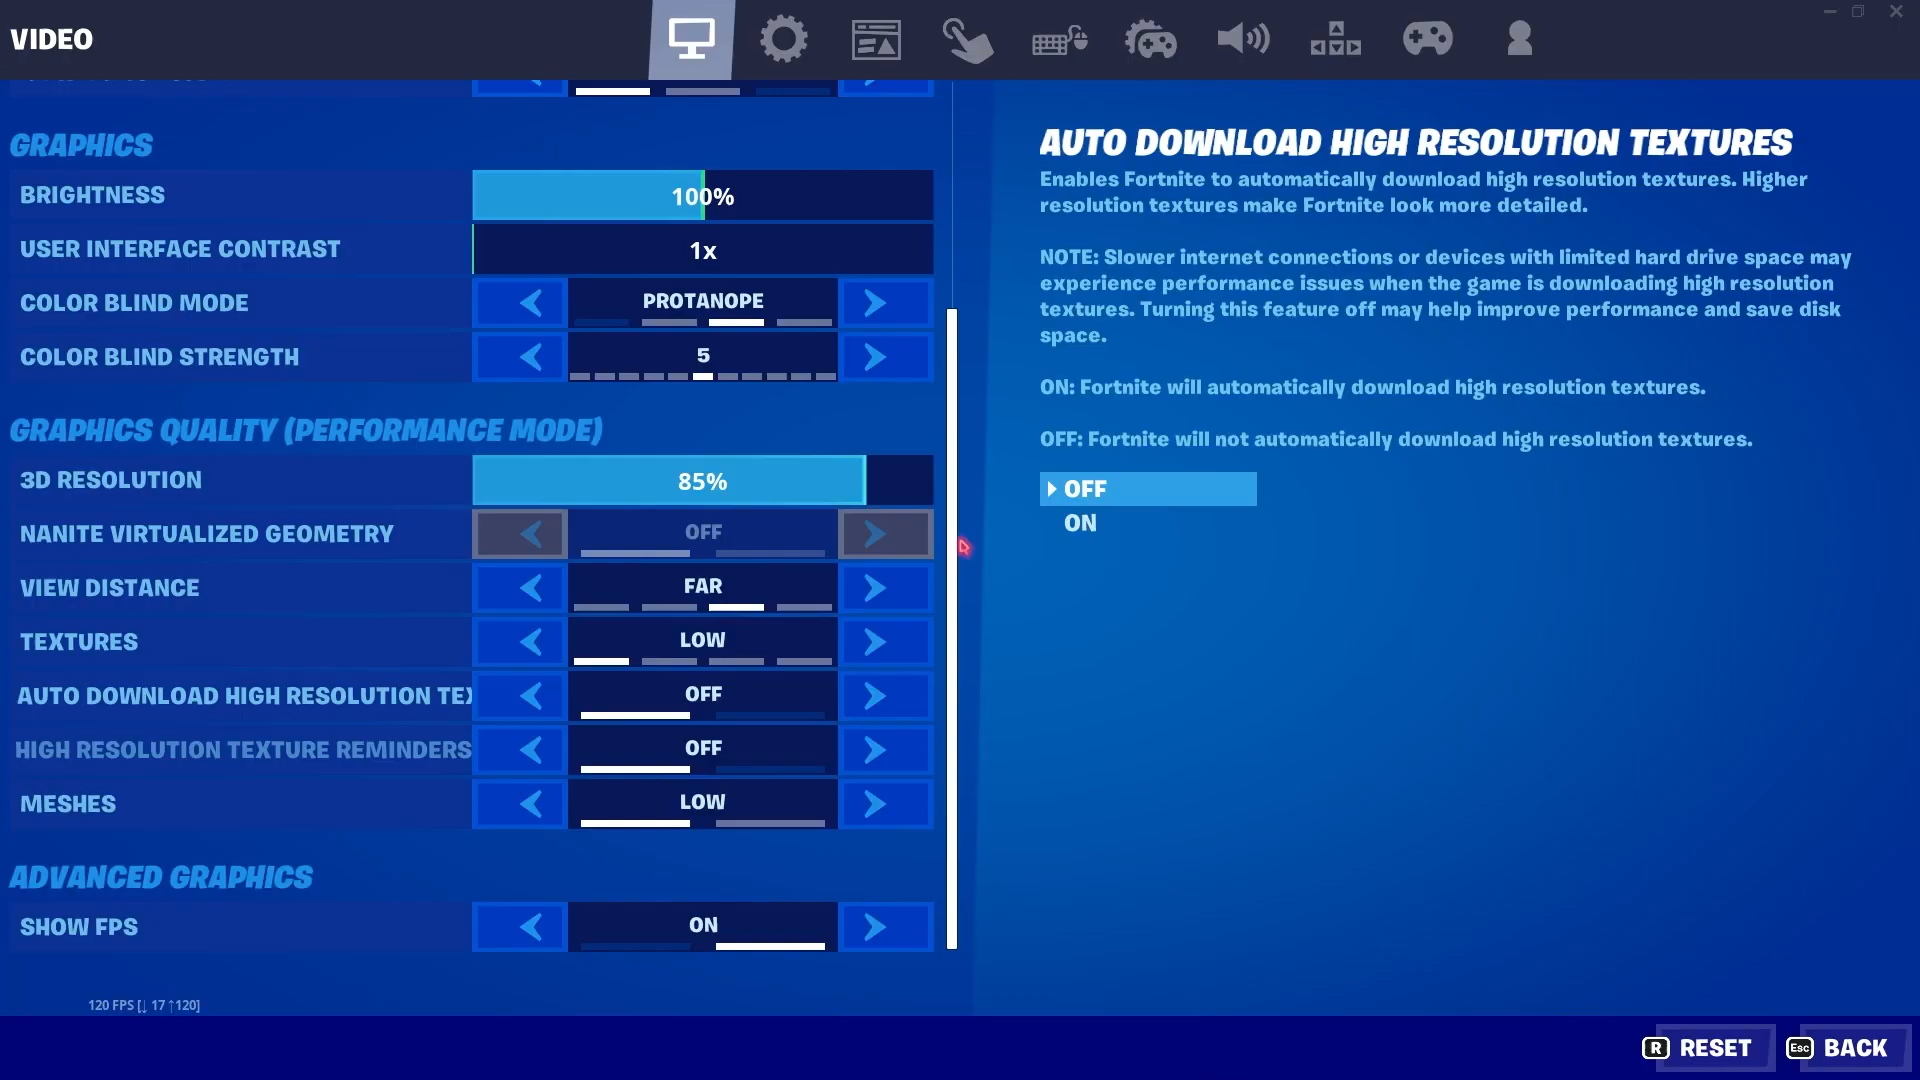 VIDEO
GRAPHICS
BRIGHTNESS
100%
USER INTERFACE CONTRAST
1x
COLOR BLIND MODE
PROTANOPE
COLOR BLIND STRENGTH
5
GRAPHICS QUALITY (PERFORMANCE MODE)
3D RESOLUTION
85%
NANITE VIRTUALIZED GEOMETRY
OFF
VIEW DISTANCE
FAR
TEXTURES
LOW
AUTO DOWNLOAD HIGH RESOLUTION TEX
OFF
HIGH RESOLUTION TEXTURE REMINDERS
OFF
MESHES
LOW
ADVANCED GRAPHICS
SHOW FPS
ON
120 FPS [↓ 17 ↑120]
AUTO DOWNLOAD HIGH RESOLUTION TEXTURES
Enables Fortnite to automatically download high resolution textures. Higher
resolution textures make Fortnite look more detailed.
NOTE: Slower internet connections or devices with limited hard drive space may
experience performance issues when the game is downloading high resolution
textures. Turning this feature off may help improve performance and save disk
space.
ON: Fortnite will automatically download high resolution textures.
OFF: Fortnite will not automatically download high resolution textures.
OFF
ON
R RESET
Esc BACK